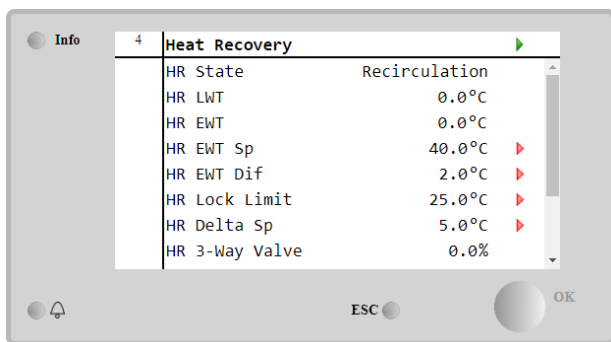 Info
4 Heat Recovery
HR State Recirculation
HR LWT 0.0°C
HR EWT 0.0°C
HR EWT Sp 40.0°C
HR EWT Dif 2.0°C
HR Lock Limit 25.0°C
HR Delta Sp 5.0°C
HR 3-Way Valve 0.0%
ESC
OK